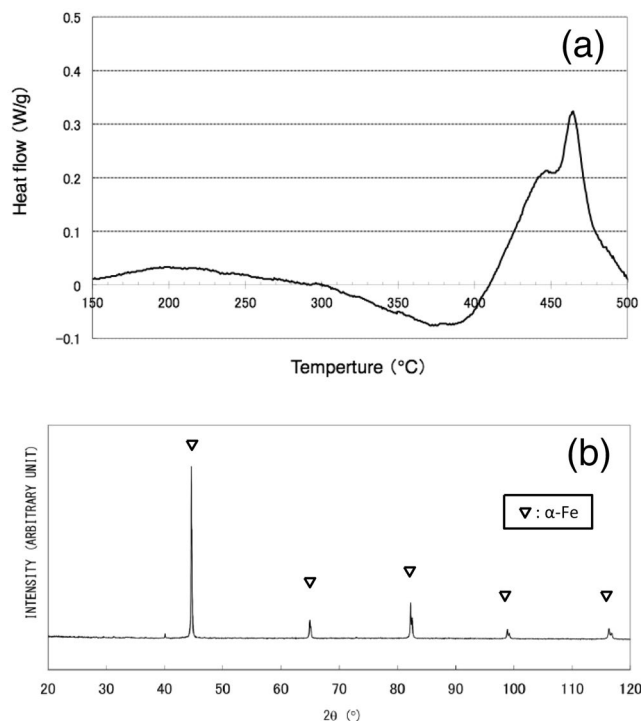 (a)
Heat flow (W/g)
0.5
0.4
0.3
0.2
0.1
0
-0.1
150 200 250 300 350 400 450 500
Temperture (°C)
(b)
INTENSITY (ARBITRARY UNIT)
▽ : α-Fe
20 30 40 50 60 70 80 90 100 110 120
2θ (°)